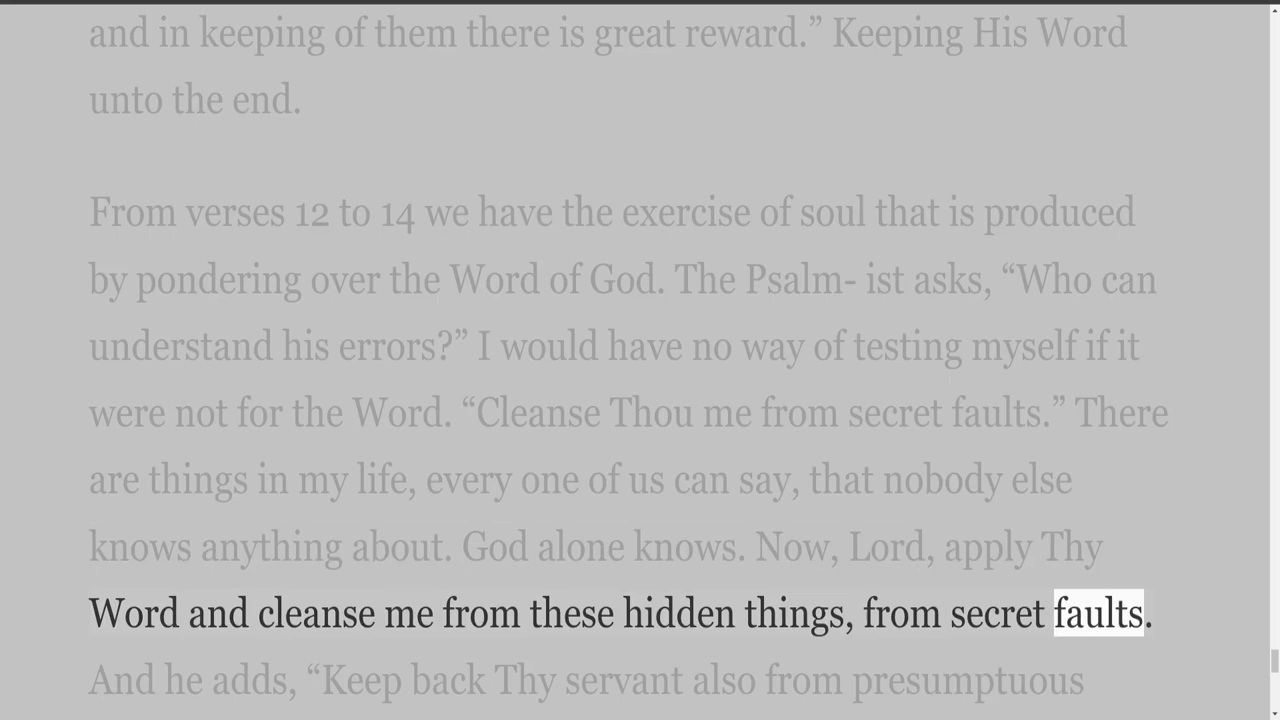 and in keeping of them there is great reward.” Keeping His Word
unto the end.
From verses 12 to 14 we have the exercise of soul that is produced
by pondering over the Word of God. The Psalm- ist asks, “Who can
understand his errors?” I would have no way of testing myself if it
were not for the Word. “Cleanse Thou me from secret faults.” There
are things in my life, every one of us can say, that nobody else
knows anything about. God alone knows. Now, Lord, apply Thy
Word and cleanse me from these hidden things, from secret faults.
And he adds, “Keep back Thy servant also from presumptuous